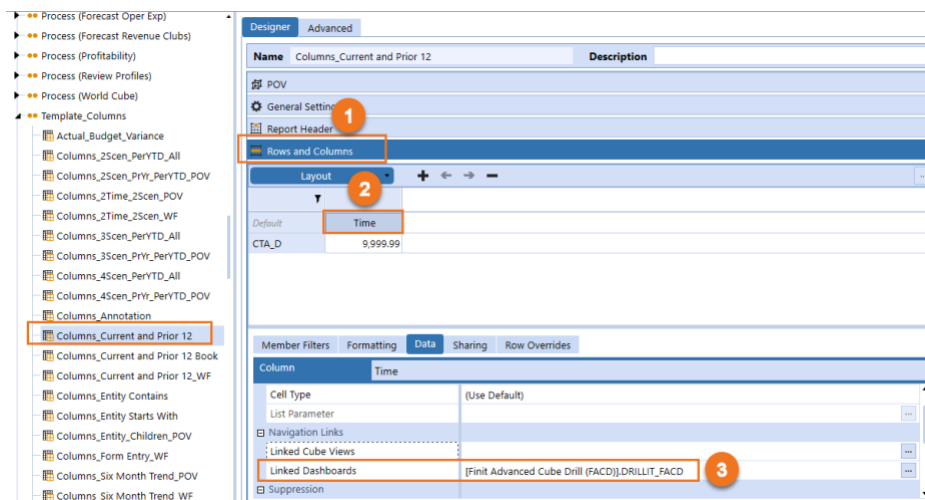 Process (Forecast Oper Exp)
Process (Forecast Revenue Clubs)
Process (Profitability)
Process (Review Profiles)
Process (World Cube)
Template_Columns
Actual_Budget_Variance
Columns_2Scen_PerYTD_All
Columns_2Scen_PrYr_PerYTD_POV
Columns_2Time_2Scen_POV
Columns_2Time_2Scen_WF
Columns_3Scen_PerYTD_All
Columns_3Scen_PrYr_PerYTD_POV
Columns_4Scen_PerYTD_All
Columns_4Scen_PrYr_PerYTD_POV
Columns_Annotation
Columns_Current and Prior 12
Columns_Current and Prior 12 Book
Columns_Current and Prior 12_WF
Columns_Entity Contains
Columns_Entity Starts With
Columns_Entity_Children_POV
Columns_Form Entry_WF
Columns_Six Month Trend_POV
Columns_Six Month Trend_WF
Designer Advanced
Name Columns_Current and Prior 12 Description
POV
General Settin
1
Report Header
Rows and Columns
Layout
2
Default Time
CTA_D 9,999.99
Member Filters Formatting Data Sharing Row Overrides
Column Time
Cell Type (Use Default)
List Parameter ...
Navigation Links
Linked Cube Views ...
Linked Dashboards [Finit Advanced Cube Drill (FACD)].DRILLIT_FACD 3 ...
Suppression